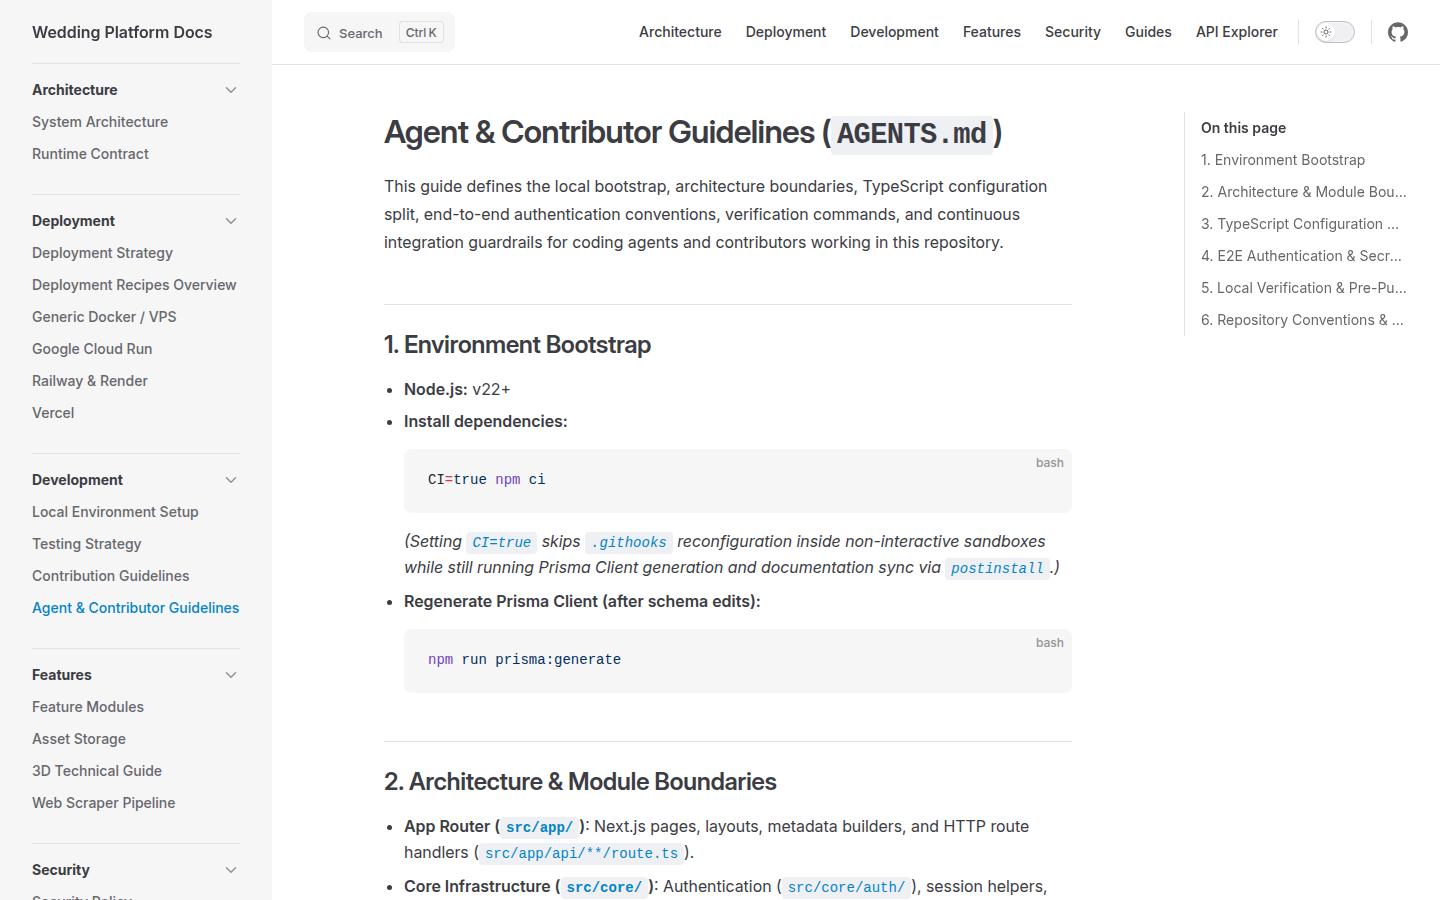 Wedding Platform Docs
Search
Ctrl K
Architecture
Deployment
Development
Features
Security
Guides
API Explorer
Architecture
System Architecture
Runtime Contract
Deployment
Deployment Strategy
Deployment Recipes Overview
Generic Docker / VPS
Google Cloud Run
Railway & Render
Vercel
Development
Local Environment Setup
Testing Strategy
Contribution Guidelines
Agent & Contributor Guidelines
Features
Feature Modules
Asset Storage
3D Technical Guide
Web Scraper Pipeline
Security
Security Policy
Agent & Contributor Guidelines (AGENTS.md)
This guide defines the local bootstrap, architecture boundaries, TypeScript configuration
split, end-to-end authentication conventions, verification commands, and continuous
integration guardrails for coding agents and contributors working in this repository.
1. Environment Bootstrap
Node.js: v22+
Install dependencies:
bash
CI=true npm ci
(Setting CI=true skips .githooks reconfiguration inside non-interactive sandboxes
while still running Prisma Client generation and documentation sync via postinstall.)
Regenerate Prisma Client (after schema edits):
bash
npm run prisma:generate
2. Architecture & Module Boundaries
App Router (src/app/): Next.js pages, layouts, metadata builders, and HTTP route
handlers (src/app/api/**/route.ts).
Core Infrastructure (src/core/): Authentication (src/core/auth/), session helpers,
On this page
1. Environment Bootstrap
2. Architecture & Module Bou...
3. TypeScript Configuration ...
4. E2E Authentication & Secr...
5. Local Verification & Pre-Pu...
6. Repository Conventions & ...